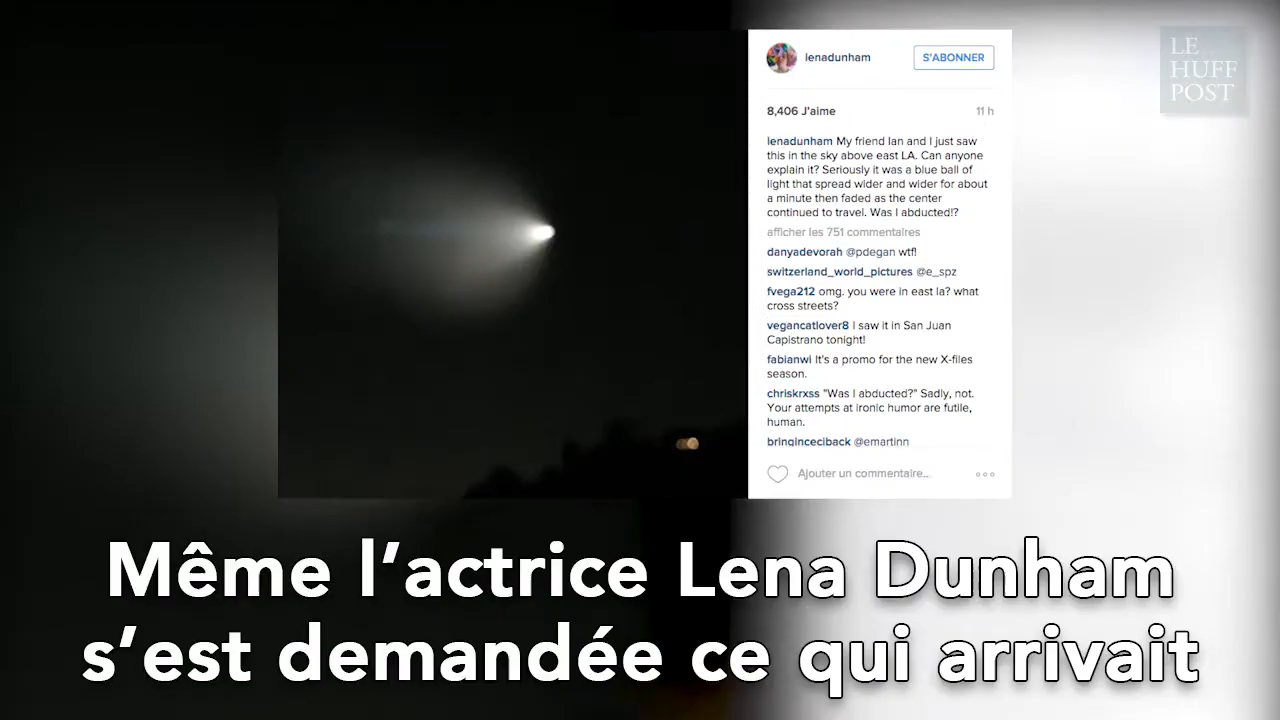 lenadunham
S'ABONNER
LE
HUFF
POST
8,406 J'aime
11 h
lenadunham My friend Ian and I just saw
this in the sky above east LA. Can anyone
explain it? Seriously it was a blue ball of
light that spread wider and wider for about
a minute then faded as the center
continued to travel. Was I abducted!?
afficher les 751 commentaires
danyadevorah @pdegan wtf!
switzerland_world_pictures @e_spz
fvega212 omg. you were in east la? what
cross streets?
vegancatlover8 I saw it in San Juan
Capistrano tonight!
fabianwi It's a promo for the new X-files
season.
chriskrxss "Was I abducted?" Sadly, not.
Your attempts at ironic humor are futile,
human.
bringinceciback @emartinn
Ajouter un commentaire...
Même l'actrice Lena Dunham
s'est demandée ce qui arrivait